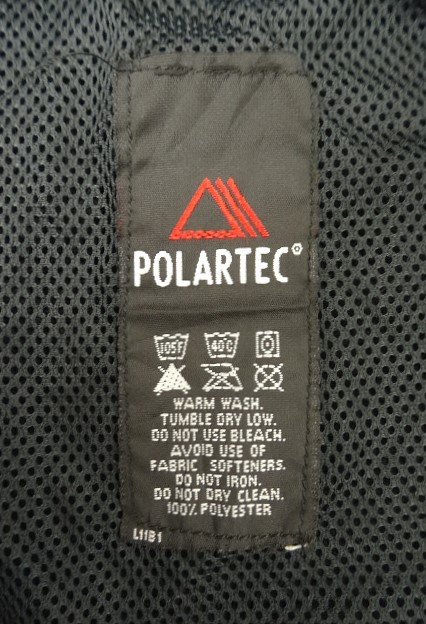 POLARTEC®
105F 40C
WARM WASH.
TUMBLE DRY LOW.
DO NOT USE BLEACH.
AVOID USE OF
FABRIC SOFTENERS.
DO NOT IRON.
DO NOT DRY CLEAN.
100% POLYESTER
L11B1